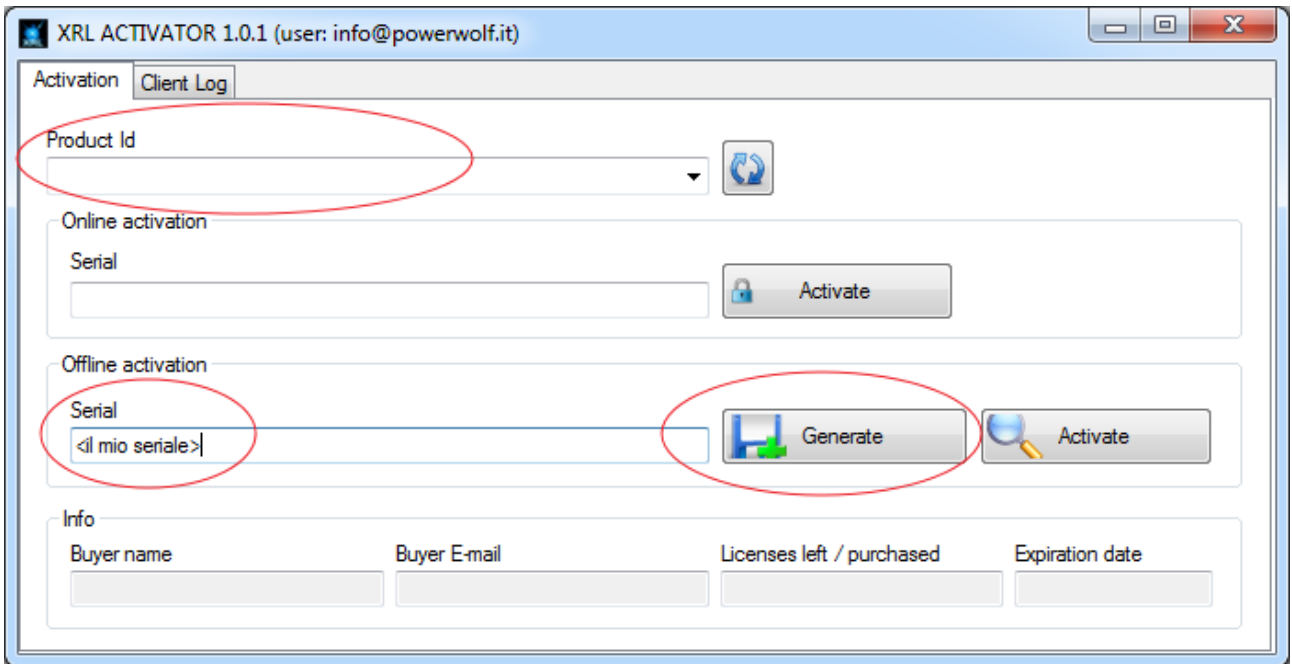 XRL ACTIVATOR 1.0.1 (user: info@powerwolf.it)
Activation Client Log
Product Id
Online activation
Serial
Activate
Offline activation
Serial
<il mio seriale>
Generate Activate
Info
Buyer name Buyer E-mail Licenses left / purchased Expiration date